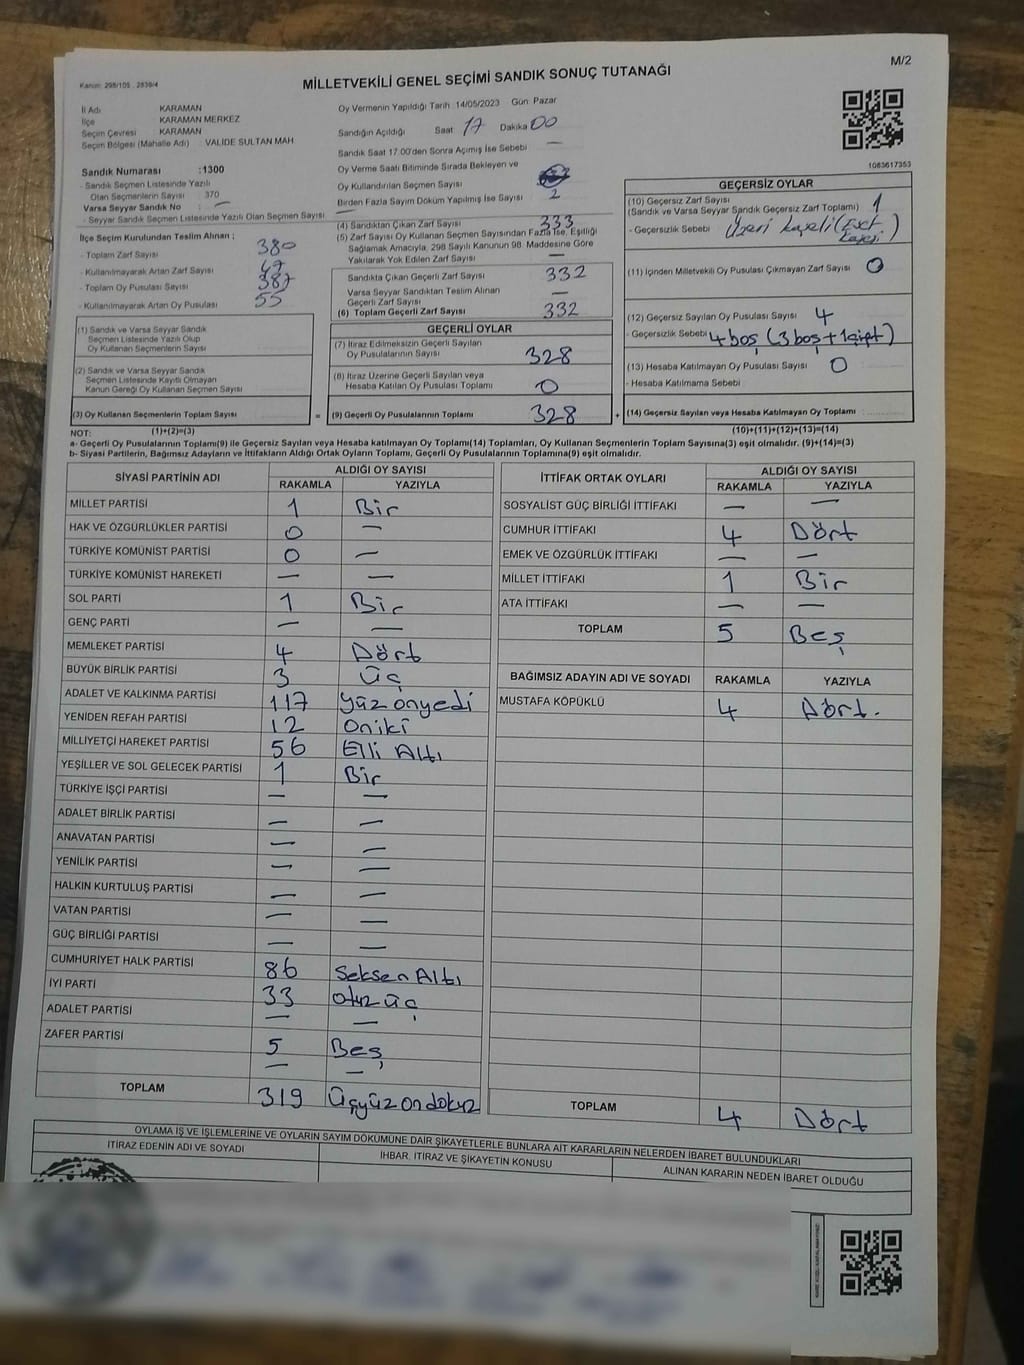 M/2
Kanun: 298/105 , 2839/4
MİLLETVEKİLİ GENEL SEÇİMİ SANDIK SONUÇ TUTANAĞI
İl Adı KARAMAN
İlçe KARAMAN MERKEZ
Seçim Çevresi KARAMAN
Seçim Bölgesi (Mahalle Adı) : VALİDE SULTAN MAH
Sandık Numarası :1300
- Sandık Seçmen Listesinde Yazılı
Olan Seçmenlerin Sayısı : 370
Varsa Seyyar Sandık No : —
- Seyyar Sandık Seçmen Listesinde Yazılı Olan Seçmen Sayısı —
Oy Vermenin Yapıldığı Tarih :14/05/2023 Gün: Pazar
Sandığın Açıldığı Saat 17 Dakika 00
Sandık Saat 17.00'den Sonra Açılmış İse Sebebi —
Oy Verme Saati Bitiminde Sırada Bekleyen ve
Oy Kullandırılan Seçmen Sayısı
Birden Fazla Sayım Döküm Yapılmış İse Sayısı 2
1083617353
İlçe Seçim Kurulundan Teslim Alınan ;
- Toplam Zarf Sayısı 380
- Kullanılmayarak Artan Zarf Sayısı 47
- Toplam Oy Pusulası Sayısı 387
- Kullanılmayarak Artan Oy Pusulası 55
(1) Sandık ve Varsa Seyyar Sandık
Seçmen Listesinde Yazılı Olup
Oy Kullanan Seçmenlerin Sayısı
(2) Sandık ve Varsa Seyyar Sandık
Seçmen Listesinde Kayıtlı Olmayan
Kanun Gereği Oy Kullanan Seçmen Sayısı
(3) Oy Kullanan Seçmenlerin Toplam Sayısı =
(1)+(2)=(3)
(4) Sandıktan Çıkan Zarf Sayısı 333
(5) Zarf Sayısı Oy Kullanan Seçmen Sayısından Fazla İse, Eşitliği
Sağlamak Amacıyla, 298 Sayılı Kanunun 98. Maddesine Göre
Yakılarak Yok Edilen Zarf Sayısı —
Sandıkta Çıkan Geçerli Zarf Sayısı 332
Varsa Seyyar Sandıktan Teslim Alınan
Geçerli Zarf Sayısı —
(6) Toplam Geçerli Zarf Sayısı 332
GEÇERLİ OYLAR
(7) İtiraz Edilmeksizin Geçerli Sayılan
Oy Pusulalarının Sayısı 328
(8) İtiraz Üzerine Geçerli Sayılan veya
Hesaba Katılan Oy Pusulası Toplamı 0
(9) Geçerli Oy Pusulalarının Toplamı 328 +
GEÇERSİZ OYLAR
(10) Geçersiz Zarf Sayısı
(Sandık ve Varsa Seyyar Sandık Geçersiz Zarf Toplamı) 1
- Geçersizlik Sebebi
(11) İçinden Milletvekili Oy Pusulası Çıkmayan Zarf Sayısı 0
(12) Geçersiz Sayılan Oy Pusulası Sayısı 4
- Geçersizlik Sebebi 4 boş (3 boş + 1 çift)
(13) Hesaba Katılmayan Oy Pusulası Sayısı 0
- Hesaba Katılmama Sebebi
(14) Geçersiz Sayılan veya Hesaba Katılmayan Oy Toplamı
(10)+(11)+(12)+(13)=(14)
NOT:
a- Geçerli Oy Pusulalarının Toplamı(9) ile Geçersiz Sayılan veya Hesaba katılmayan Oy Toplamı(14) Toplamları, Oy Kullanan Seçmenlerin Toplam Sayısına(3) eşit olmalıdır. (9)+(14)=(3)
b- Siyasi Partilerin, Bağımsız Adayların ve İttifakların Aldığı Ortak Oyların Toplamı, Geçerli Oy Pusulalarının Toplamına(9) eşit olmalıdır.
SİYASİ PARTİNİN ADI ALDIĞI OY SAYISI
RAKAMLA YAZIYLA
MİLLET PARTİSİ 1 Bir
HAK VE ÖZGÜRLÜKLER PARTİSİ 0 —
TÜRKİYE KOMÜNİST PARTİSİ 0 —
TÜRKİYE KOMÜNİST HAREKETİ — —
SOL PARTİ 1 Bir
GENÇ PARTİ — —
MEMLEKET PARTİSİ 4 Dört
BÜYÜK BİRLİK PARTİSİ 3 Üç
ADALET VE KALKINMA PARTİSİ 117 Yüz onyedi
YENİDEN REFAH PARTİSİ 12 Oniki
MİLLİYETÇİ HAREKET PARTİSİ 56 Elli Altı
YEŞİLLER VE SOL GELECEK PARTİSİ 1 Bir
TÜRKİYE İŞÇİ PARTİSİ — —
ADALET BİRLİK PARTİSİ — —
ANAVATAN PARTİSİ — —
YENİLİK PARTİSİ — —
HALKIN KURTULUŞ PARTİSİ — —
VATAN PARTİSİ — —
GÜÇ BİRLİĞİ PARTİSİ — —
CUMHURİYET HALK PARTİSİ 86 Seksen Altı
İYİ PARTİ 33 Otuz üç
ADALET PARTİSİ — —
ZAFER PARTİSİ 5 Beş
— —
TOPLAM 319 Üçyüz ondokuz
İTTİFAK ORTAK OYLARI ALDIĞI OY SAYISI
RAKAMLA YAZIYLA
SOSYALİST GÜÇ BİRLİĞİ İTTİFAKI — —
CUMHUR İTTİFAKI 4 Dört
EMEK VE ÖZGÜRLÜK İTTİFAKI — —
MİLLET İTTİFAKI 1 Bir
ATA İTTİFAKI — —
TOPLAM 5 Beş
BAĞIMSIZ ADAYIN ADI VE SOYADI RAKAMLA YAZIYLA
MUSTAFA KÖPÜKLÜ 4 Dört.
TOPLAM 4 Dört
OYLAMA İŞ VE İŞLEMLERİNE VE OYLARIN SAYIM DÖKÜMÜNE DAİR ŞİKAYETLERLE BUNLARA AİT KARARLARIN NELERDEN İBARET BULUNDUKLARI
İTİRAZ EDENİN ADI VE SOYADI İHBAR, İTİRAZ VE ŞİKAYETİN KONUSU ALINAN KARARIN NEDEN İBARET OLDUĞU